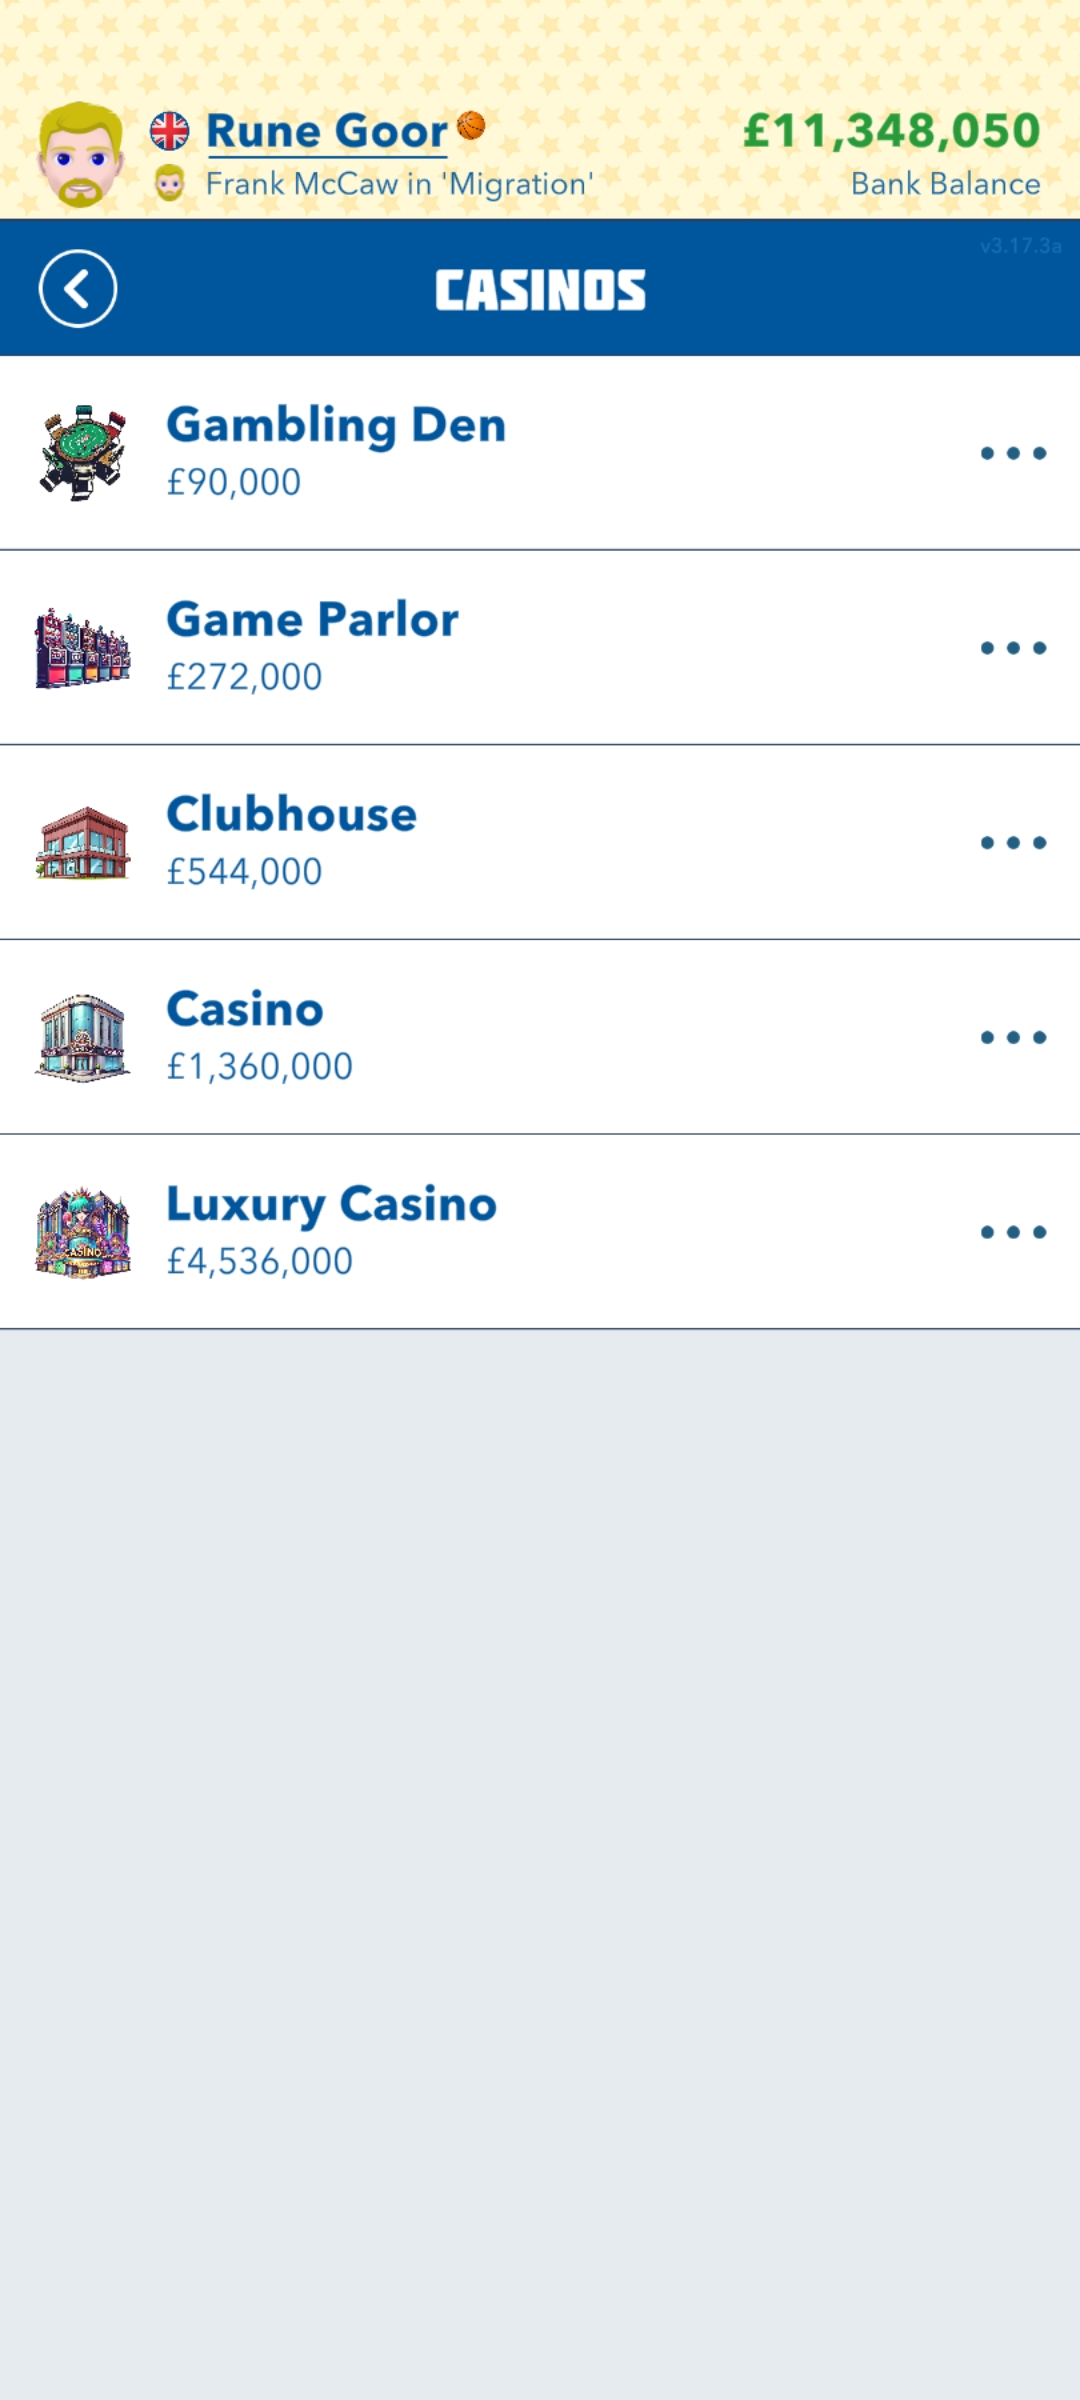 Rune Goor
£11,348,050
Frank McCaw in 'Migration'
Bank Balance
v3.17.3a
CASINOS
Gambling Den
£90,000
Game Parlor
£272,000
Clubhouse
£544,000
Casino
£1,360,000
Luxury Casino
£4,536,000
CASINO